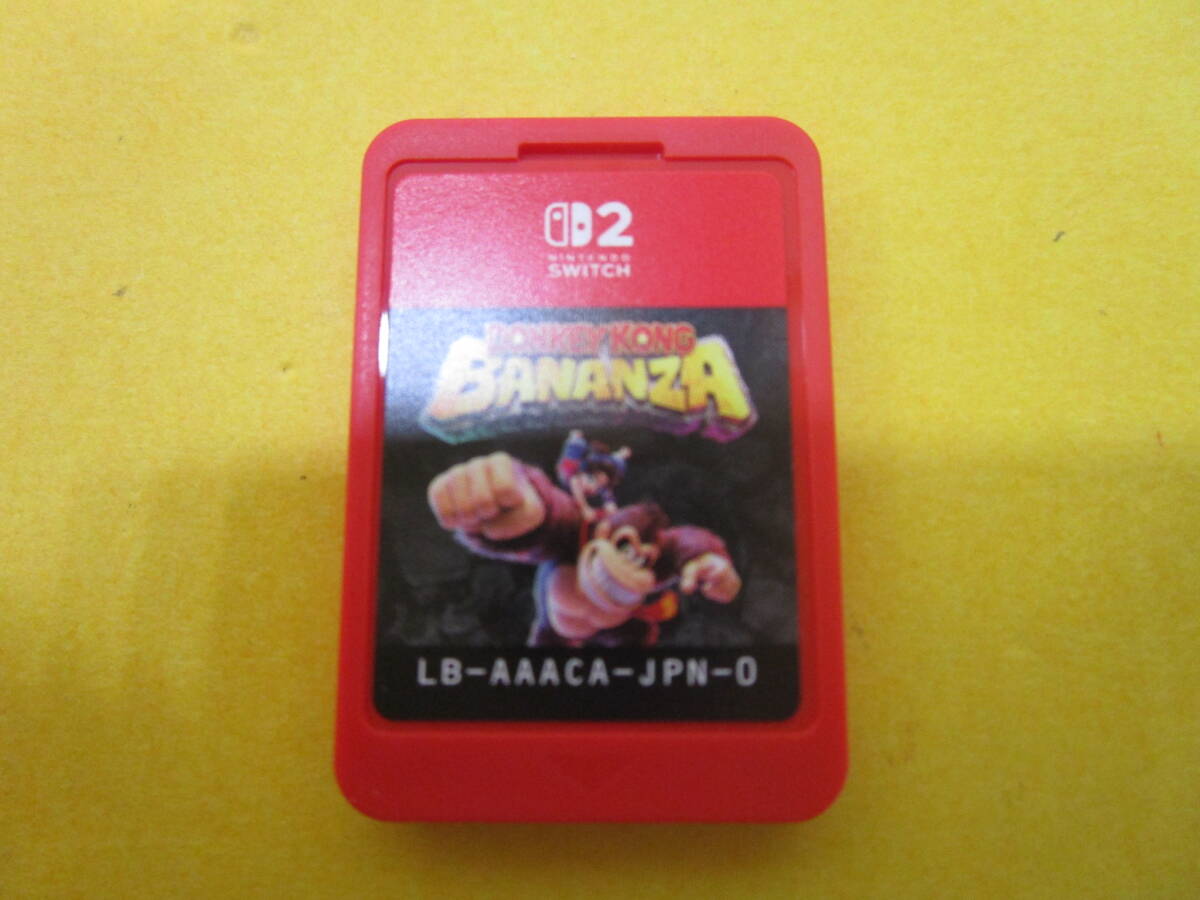 2
NINTENDO
SWITCH
DONKEY KONG
BANANZA
LB-AAACA-JPN-0